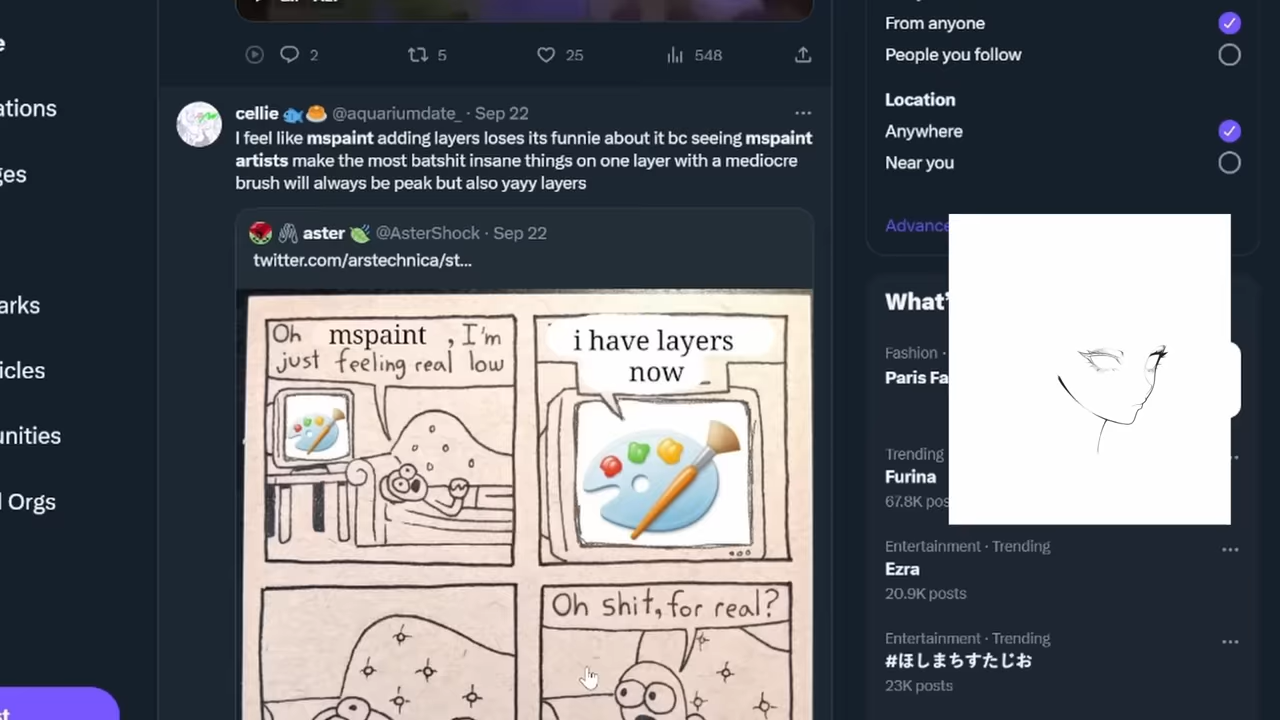 2
5
25
548
cellie @aquariumdate_ · Sep 22
I feel like mspaint adding layers loses its funnie about it bc seeing mspaint
artists make the most batshit insane things on one layer with a mediocre
brush will always be peak but also yayy layers
aster @AsterShock · Sep 22
twitter.com/arstechnica/st...
Oh mspaint , I'm
just feeling real low
i have layers
now
Oh shit, for real?
From anyone
People you follow
Location
Anywhere
Near you
Advance
What'
Fashion ·
Paris Fa
Trending
Furina
67.8K pos
Entertainment · Trending
Ezra
20.9K posts
Entertainment · Trending
#ほしまちすたじお
23K posts
ations
ges
arks
icles
unities
Orgs
st